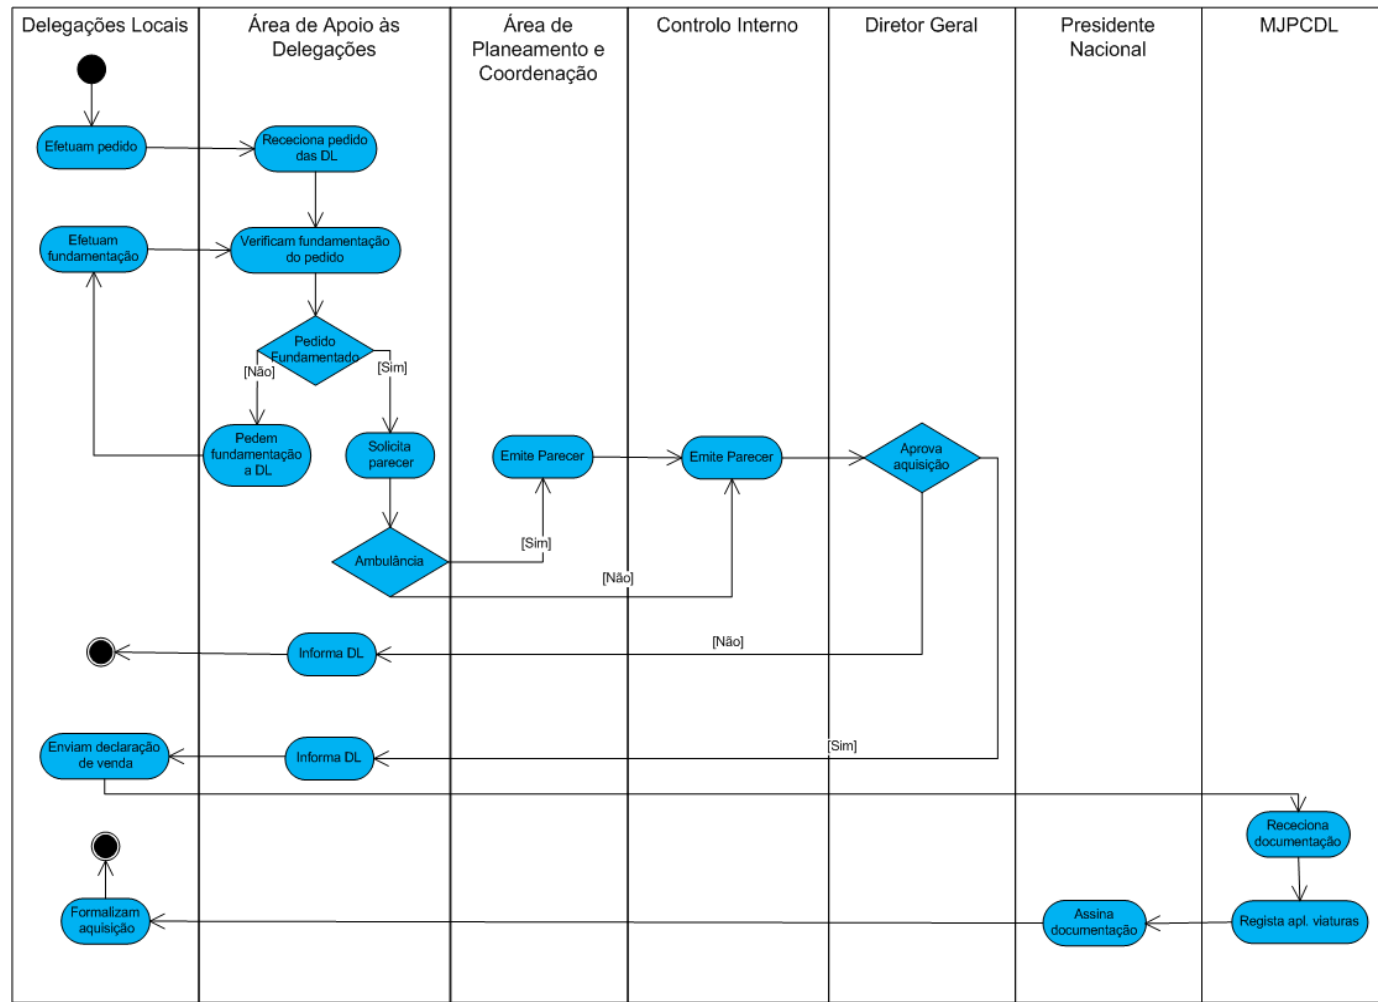 Delegações Locais
Área de Apoio às
Delegações
Área de
Planeamento e
Coordenação
Controlo Interno
Diretor Geral
Presidente
Nacional
MJPCDL
Efetuam pedido
Receciona pedido
das DL
Efetuam
fundamentação
Verificam fundamentação
do pedido
Pedido
Fundamentado
[Não]
[Sim]
Pedem
fundamentação
a DL
Solicita
parecer
Emite Parecer
Emite Parecer
Aprova
aquisição
Ambulância
[Sim]
[Não]
Informa DL
[Não]
Enviam declaração
de venda
Informa DL
[Sim]
Receciona
documentação
Formalizam
aquisição
Assina
documentação
Regista apl. viaturas